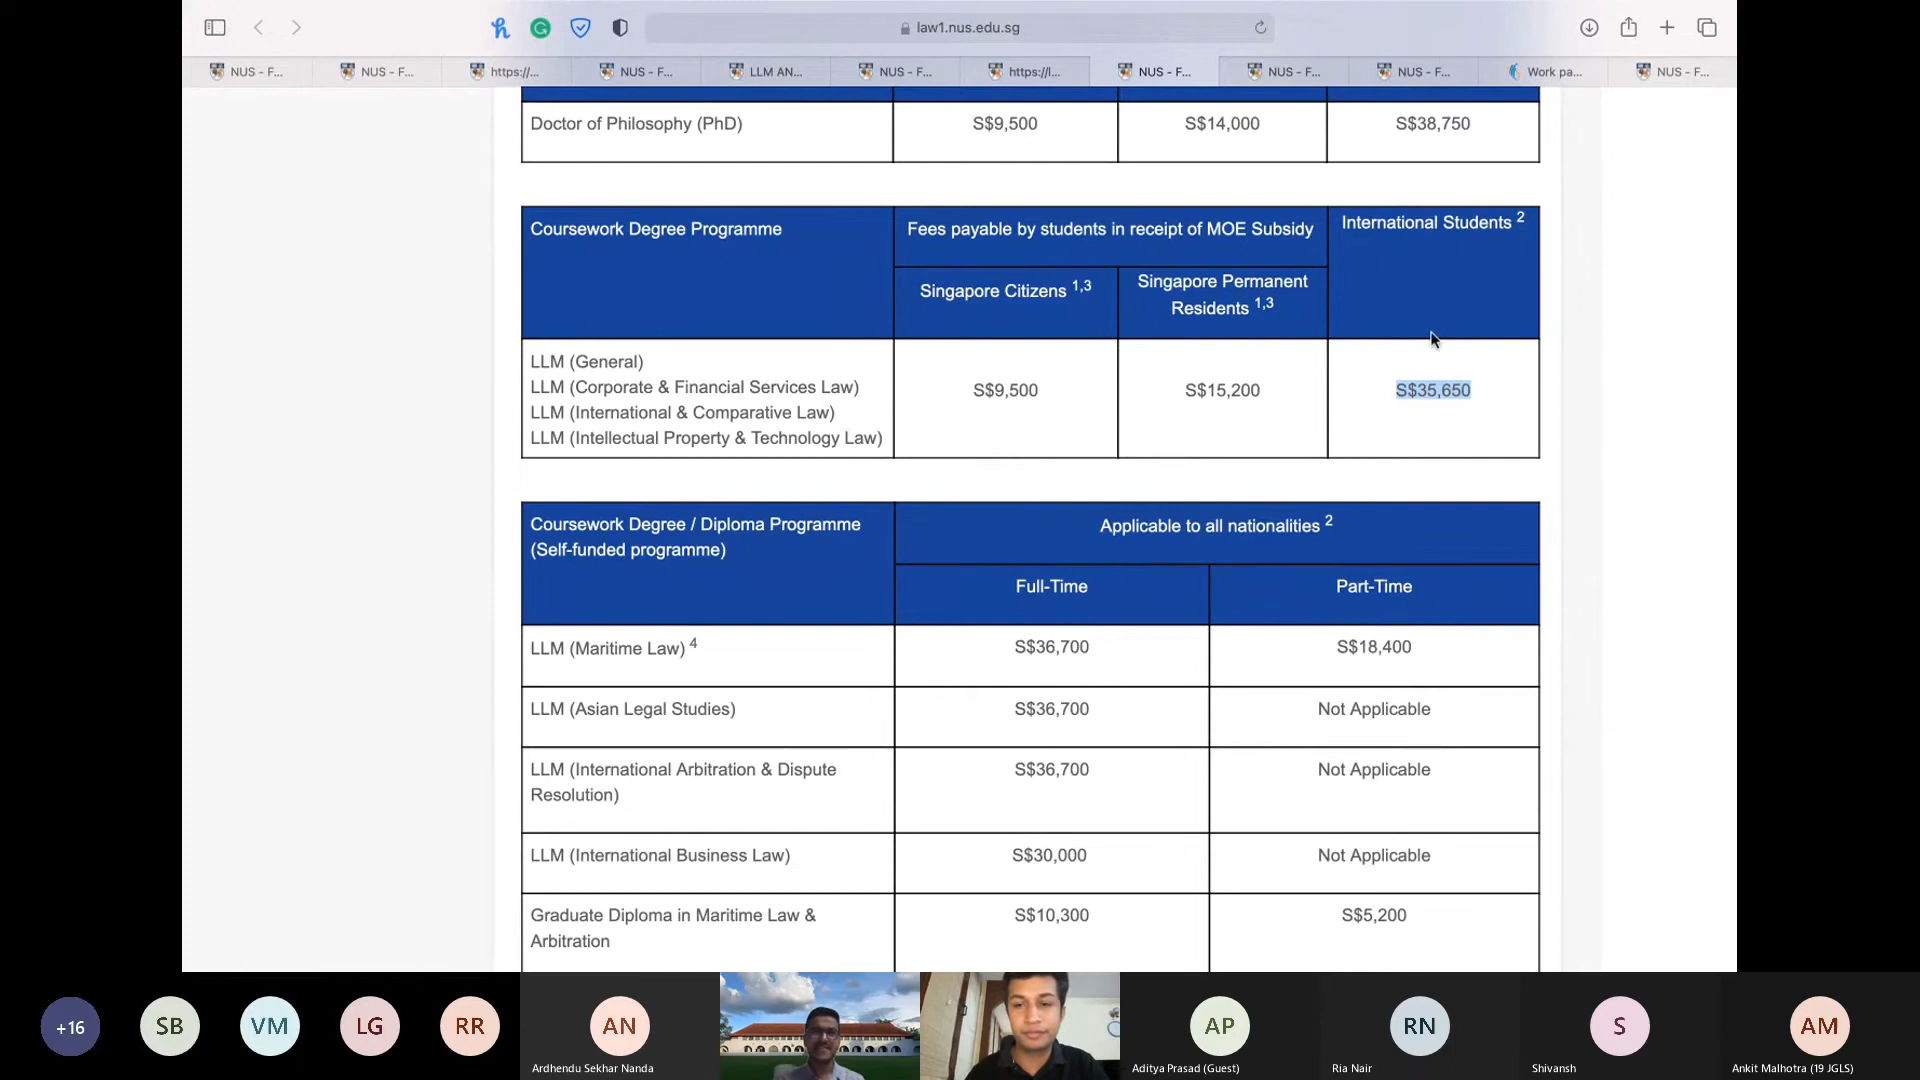 law1.nus.edu.sg
NUS - F...
NUS - F...
https://...
NUS - F...
LLM AN...
NUS - F...
https://l...
NUS - F...
NUS - F...
NUS - F...
Work pa...
NUS - F...
Doctor of Philosophy (PhD) S$9,500 S$14,000 S$38,750
Coursework Degree Programme
Fees payable by students in receipt of MOE Subsidy
International Students 2
Singapore Citizens 1,3
Singapore Permanent
Residents 1,3
LLM (General)
LLM (Corporate & Financial Services Law)
LLM (International & Comparative Law)
LLM (Intellectual Property & Technology Law)
S$9,500
S$15,200
S$35,650
Coursework Degree / Diploma Programme
(Self-funded programme)
Applicable to all nationalities 2
Full-Time
Part-Time
LLM (Maritime Law) 4 S$36,700 S$18,400
LLM (Asian Legal Studies) S$36,700 Not Applicable
LLM (International Arbitration & Dispute
Resolution)
S$36,700 Not Applicable
LLM (International Business Law) S$30,000 Not Applicable
Graduate Diploma in Maritime Law &
Arbitration
S$10,300 S$5,200
+16
SB
VM
LG
RR
AN
Ardhendu Sekhar Nanda
AP
Aditya Prasad (Guest)
RN
Ria Nair
S
Shivansh
AM
Ankit Malhotra (19 JGLS)